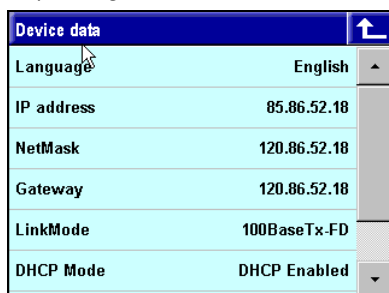 Device data
Language English
IP address 85.86.52.18
NetMask 120.86.52.18
Gateway 120.86.52.18
LinkMode 100BaseTx-FD
DHCP Mode DHCP Enabled